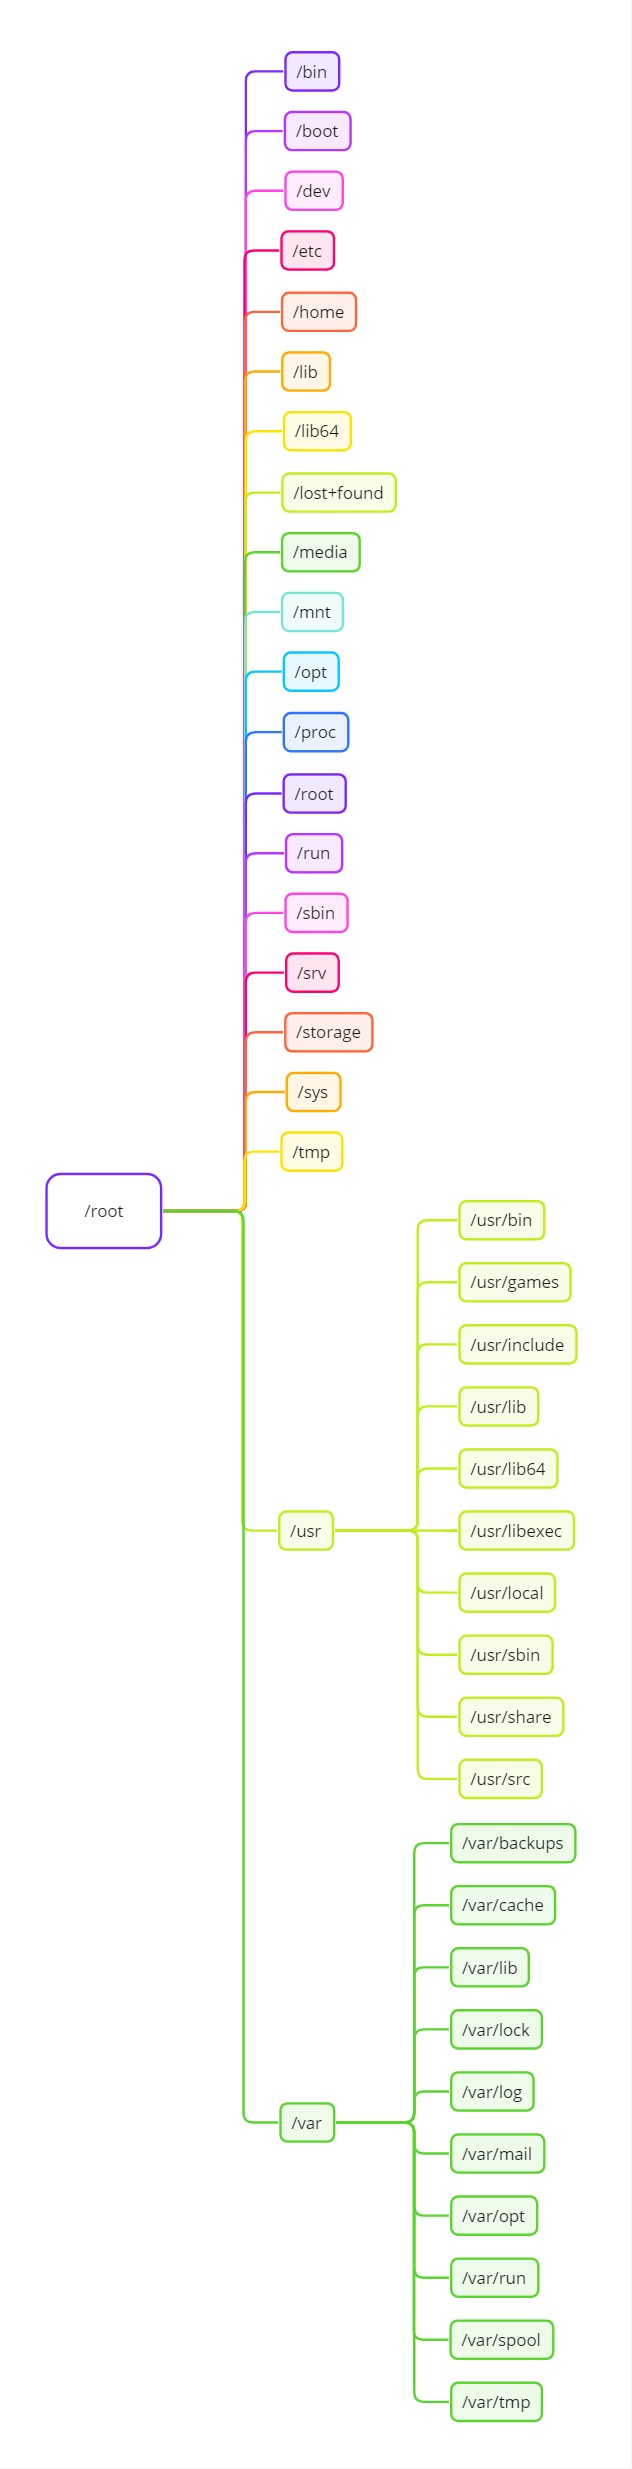 /bin
/boot
/dev
/etc
/home
/lib
/lib64
/lost+found
/media
/mnt
/opt
/proc
/root
/run
/sbin
/srv
/storage
/sys
/tmp
/root
/usr/bin
/usr/games
/usr/include
/usr/lib
/usr/lib64
/usr
/usr/libexec
/usr/local
/usr/sbin
/usr/share
/usr/src
/var/backups
/var/cache
/var/lib
/var/lock
/var/log
/var
/var/mail
/var/opt
/var/run
/var/spool
/var/tmp